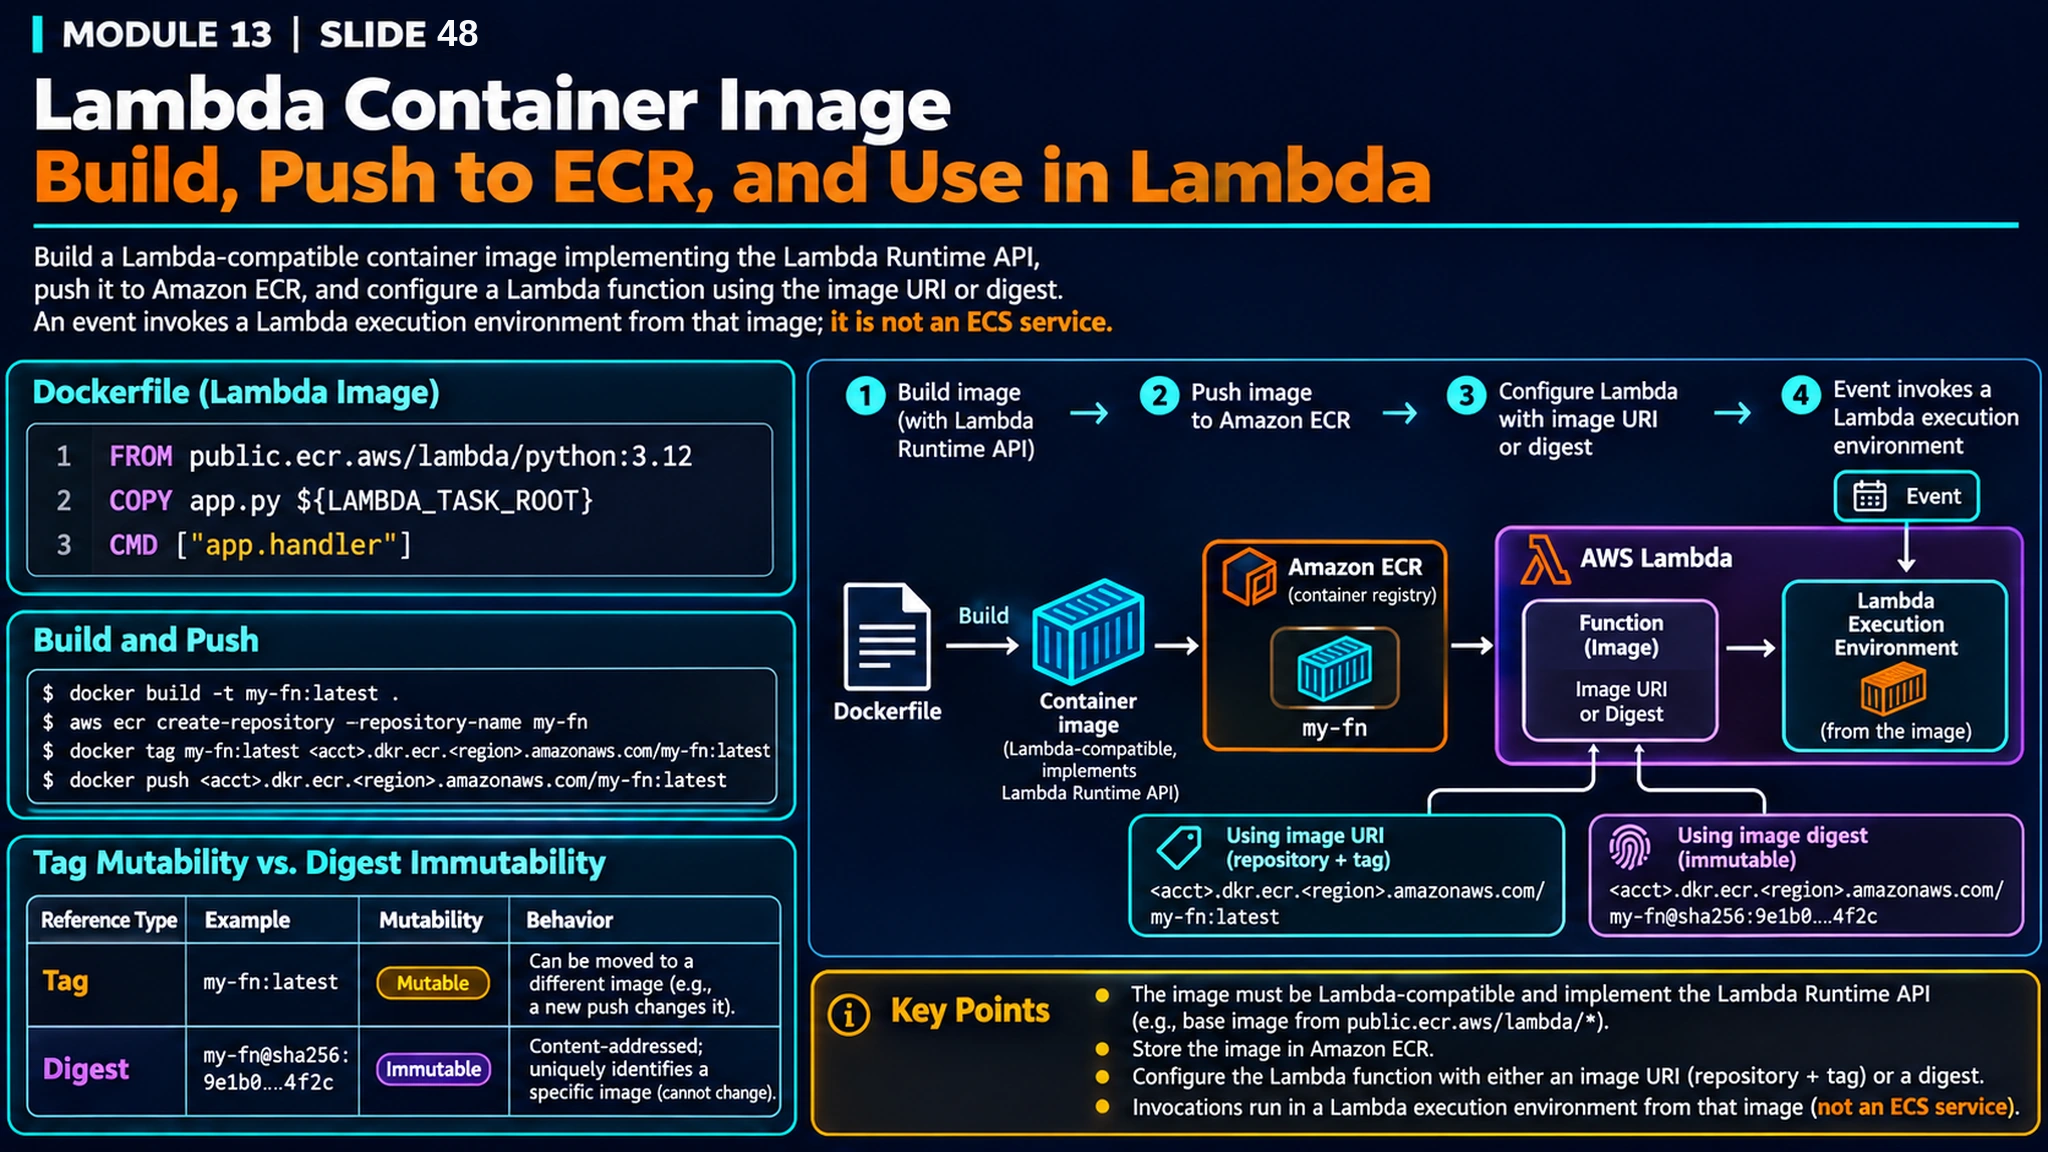 MODULE 13 | SLIDE 48
Lambda Container Image
Build, Push to ECR, and Use in Lambda
Build a Lambda-compatible container image implementing the Lambda Runtime API,
push it to Amazon ECR, and configure a Lambda function using the image URI or digest.
An event invokes a Lambda execution environment from that image; it is not an ECS service.
Dockerfile (Lambda Image)
1 FROM public.ecr.aws/lambda/python:3.12
2 COPY app.py ${LAMBDA_TASK_ROOT}
3 CMD ["app.handler"]
Build and Push
$ docker build -t my-fn:latest .
$ aws ecr create-repository —repository-name my-fn
$ docker tag my-fn:latest <acct>.dkr.ecr.<region>.amazonaws.com/my-fn:latest
$ docker push <acct>.dkr.ecr.<region>.amazonaws.com/my-fn:latest
Tag Mutability vs. Digest Immutability
Reference Type Example Mutability Behavior
Tag
my-fn:latest
Mutable
Can be moved to a
different image (e.g.,
a new push changes it).
Digest
my-fn@sha256:
9e1b0....4f2c
Immutable
Content-addressed;
uniquely identifies a
specific image (cannot change).
1 Build image
(with Lambda
Runtime API)
2 Push image
to Amazon ECR
3 Configure Lambda
with image URI
or digest
4 Event invokes a
Lambda execution
environment
Event
Dockerfile
Build
Container
image
(Lambda-compatible,
implements
Lambda Runtime API)
Amazon ECR
(container registry)
my-fn
AWS Lambda
Function
(Image)
Image URI
or Digest
Lambda
Execution
Environment
(from the image)
Using image URI
(repository + tag)
<acct>.dkr.ecr.<region>.amazonaws.com/
my-fn:latest
Using image digest
(immutable)
<acct>.dkr.ecr.<region>.amazonaws.com/
my-fn@sha256:9e1b0....4f2c
Key Points
The image must be Lambda-compatible and implement the Lambda Runtime API
(e.g., base image from public.ecr.aws/lambda/*).
Store the image in Amazon ECR.
Configure the Lambda function with either an image URI (repository + tag) or a digest.
Invocations run in a Lambda execution environment from that image (not an ECS service).